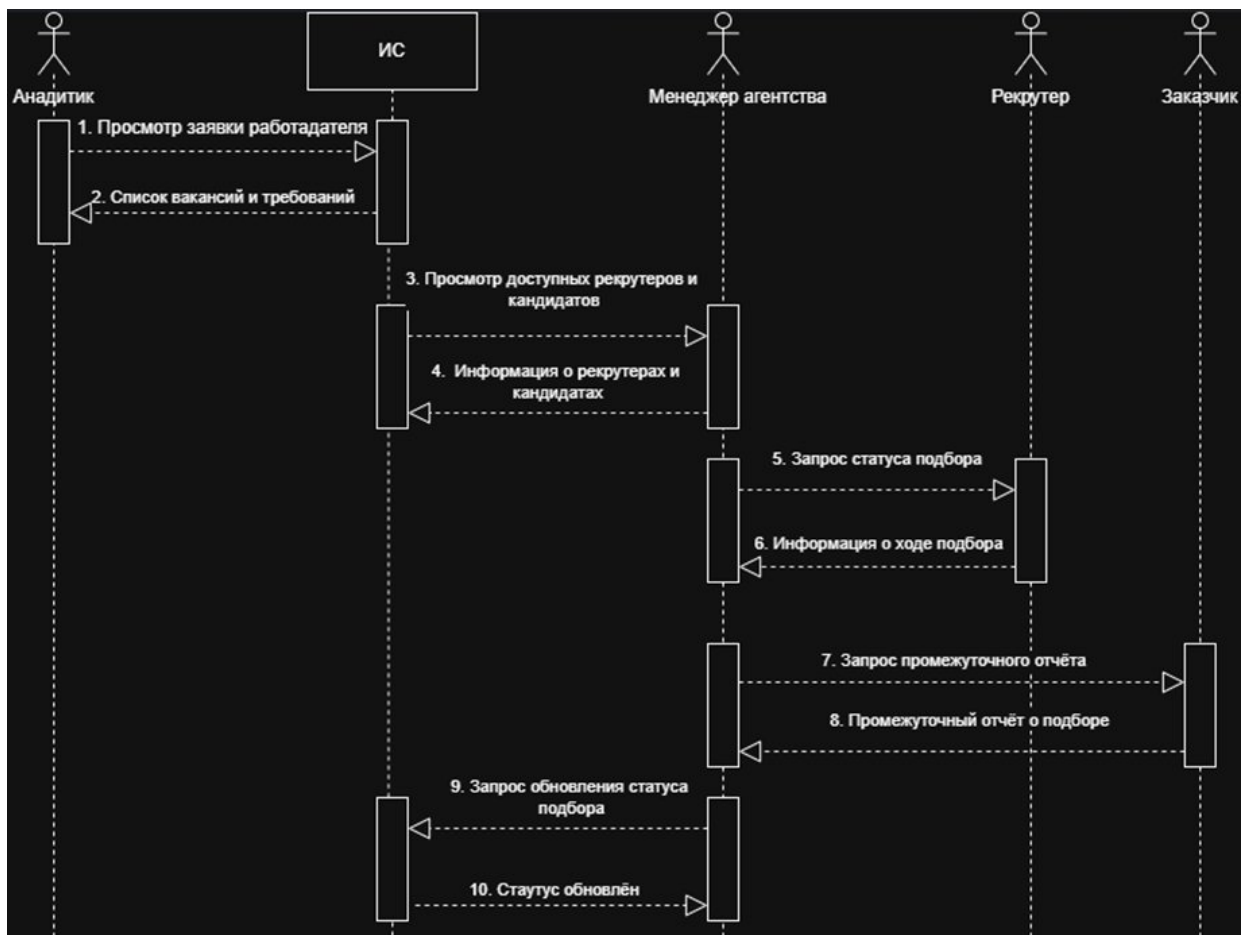 ИС
Анадитик
Менеджер агентства
Рекрутер
Заказчик
1. Просмотр заявки работадателя
2. Список вакансий и требований
3. Просмотр доступных рекрутеров и
кандидатов
4. Информация о рекрутерах и
кандидатах
5. Запрос статуса подбора
6. Информация о ходе подбора
7. Запрос промежуточного отчёта
8. Промежуточный отчёт о подборе
9. Запрос обновления статуса
подбора
10. Стаутус обновлён